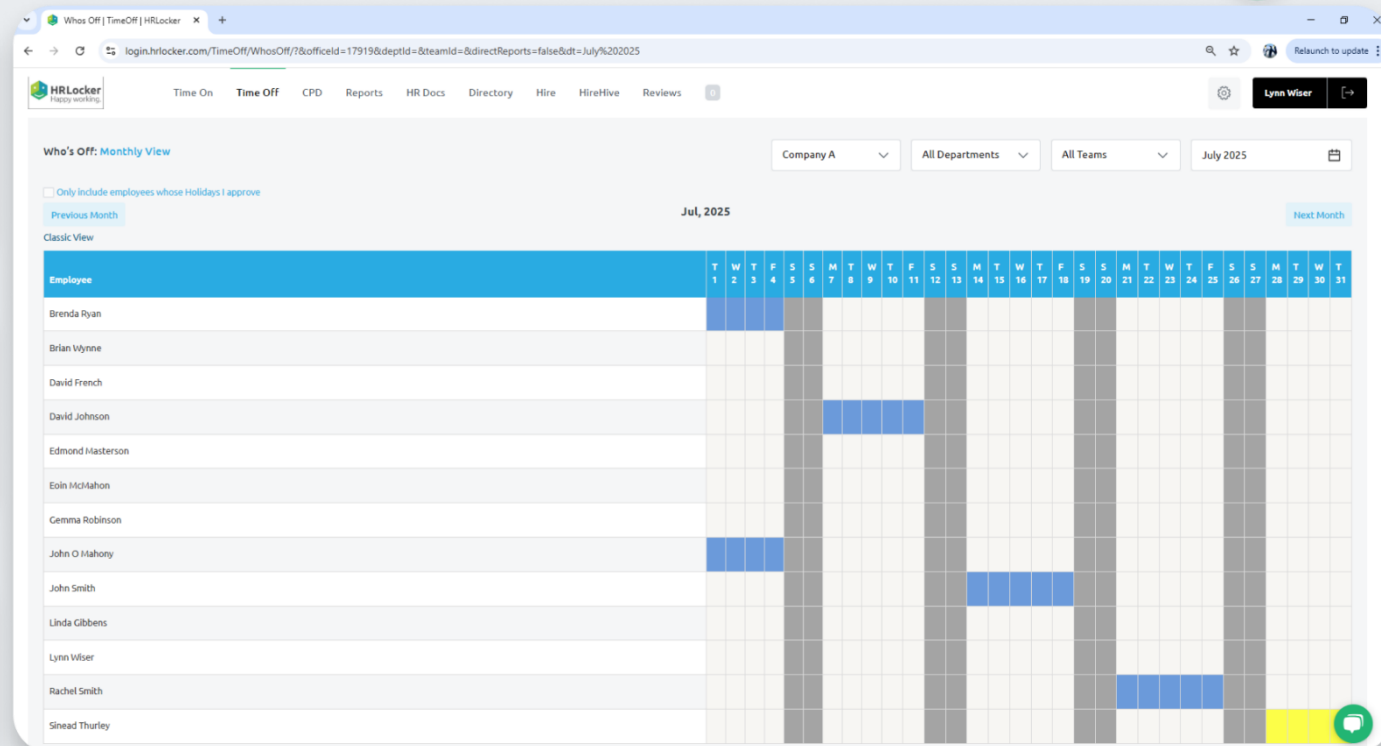 Whos Off | TimeOff | HRLocker
login.hrlocker.com/TimeOff/WhosOff/?&officeId=17919&deptId=&teamId=&directReports=false&dt=July%202025
Relaunch to update
HRLocker
Happy working.
Time On Time Off CPD Reports HR Docs Directory Hire HireHive Reviews 0
Lynn Wiser
Who's Off: Monthly View
Company A All Departments All Teams July 2025
Only include employees whose Holidays I approve
Previous Month Jul, 2025 Next Month
Classic View
T W T F S S M T W T F S S M T W T F S S M T W T F S S M T W T
Employee 1 2 3 4 5 6 7 8 9 10 11 12 13 14 15 16 17 18 19 20 21 22 23 24 25 26 27 28 29 30 31
Brenda Ryan
Brian Wynne
David French
David Johnson
Edmond Masterson
Eoin McMahon
Gemma Robinson
John O Mahony
John Smith
Linda Gibbens
Lynn Wiser
Rachel Smith
Sinead Thurley